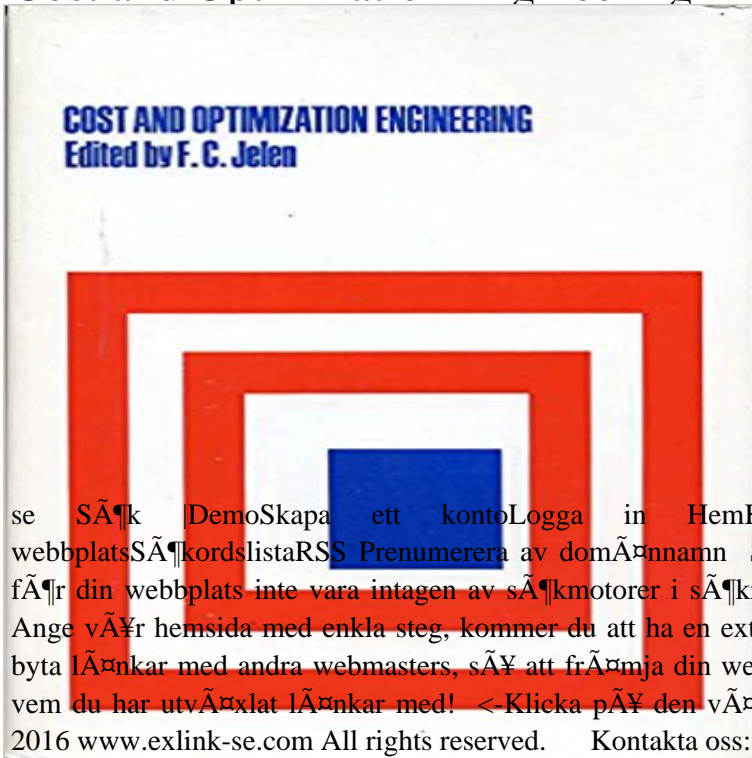 COST AND OPTIMIZATION ENGINEERING
Edited by F. C. Jelen
se SÃ¶k |DemoSkapa ett kontoLogga in
webbplatsSÃ¶kordslistaRSS Prenumerera av domÃ¤nnamn
fÃ¶r din webbplats inte vara intagen av sÃ¶kmotorer i
Ange vÃ¥r hemsida med enkla steg, kommer du att ha en
byta lÃ¤nkar med andra webmasters, sÃ¥ att frÃ¤mja din
vem du har utvÃ¤xlat lÃ¤nkar med! <-Klicka pÃ¥ den
2016 www.exlink-se.com All rights reserved. Kontakta oss: